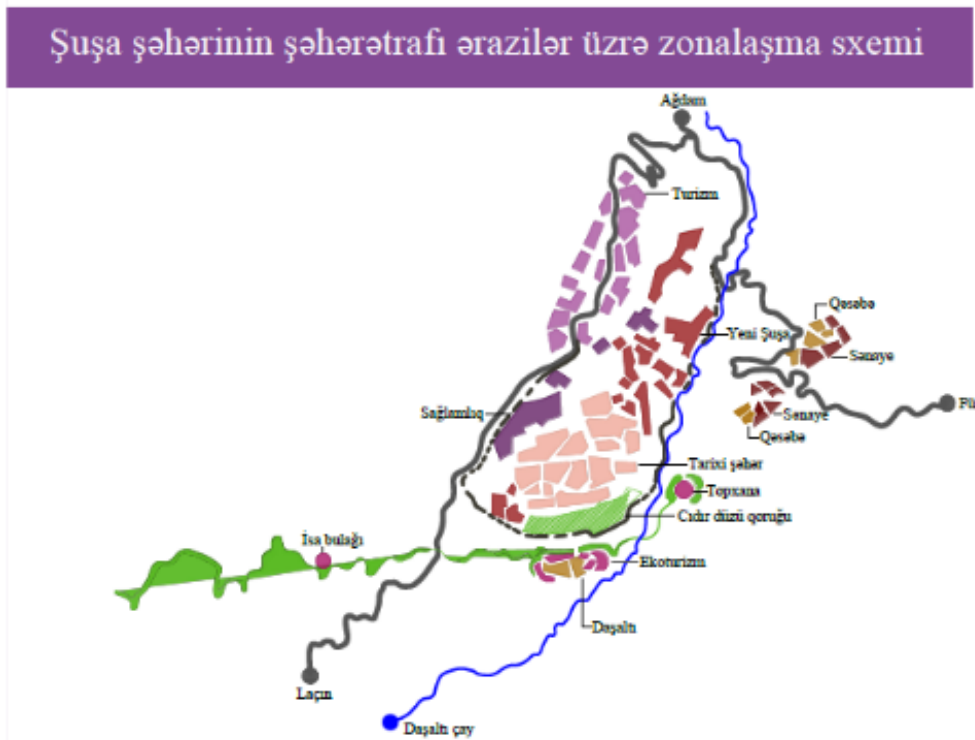 Şuşa şəhərinin şəhərətrafı ərazilər üzrə zonalaşma sxemi
Ağdam
Turizm
Qəsəbə
Yeni Şuşa
Sənaye
Sağlamlıq
Sənaye
Fü
Qəsəbə
Tarixi şəhər
Topxana
Cıdır düzü qoruğu
İsa bulağı
Ekoturizm
Daşaltı
Laçın
Daşaltı çay